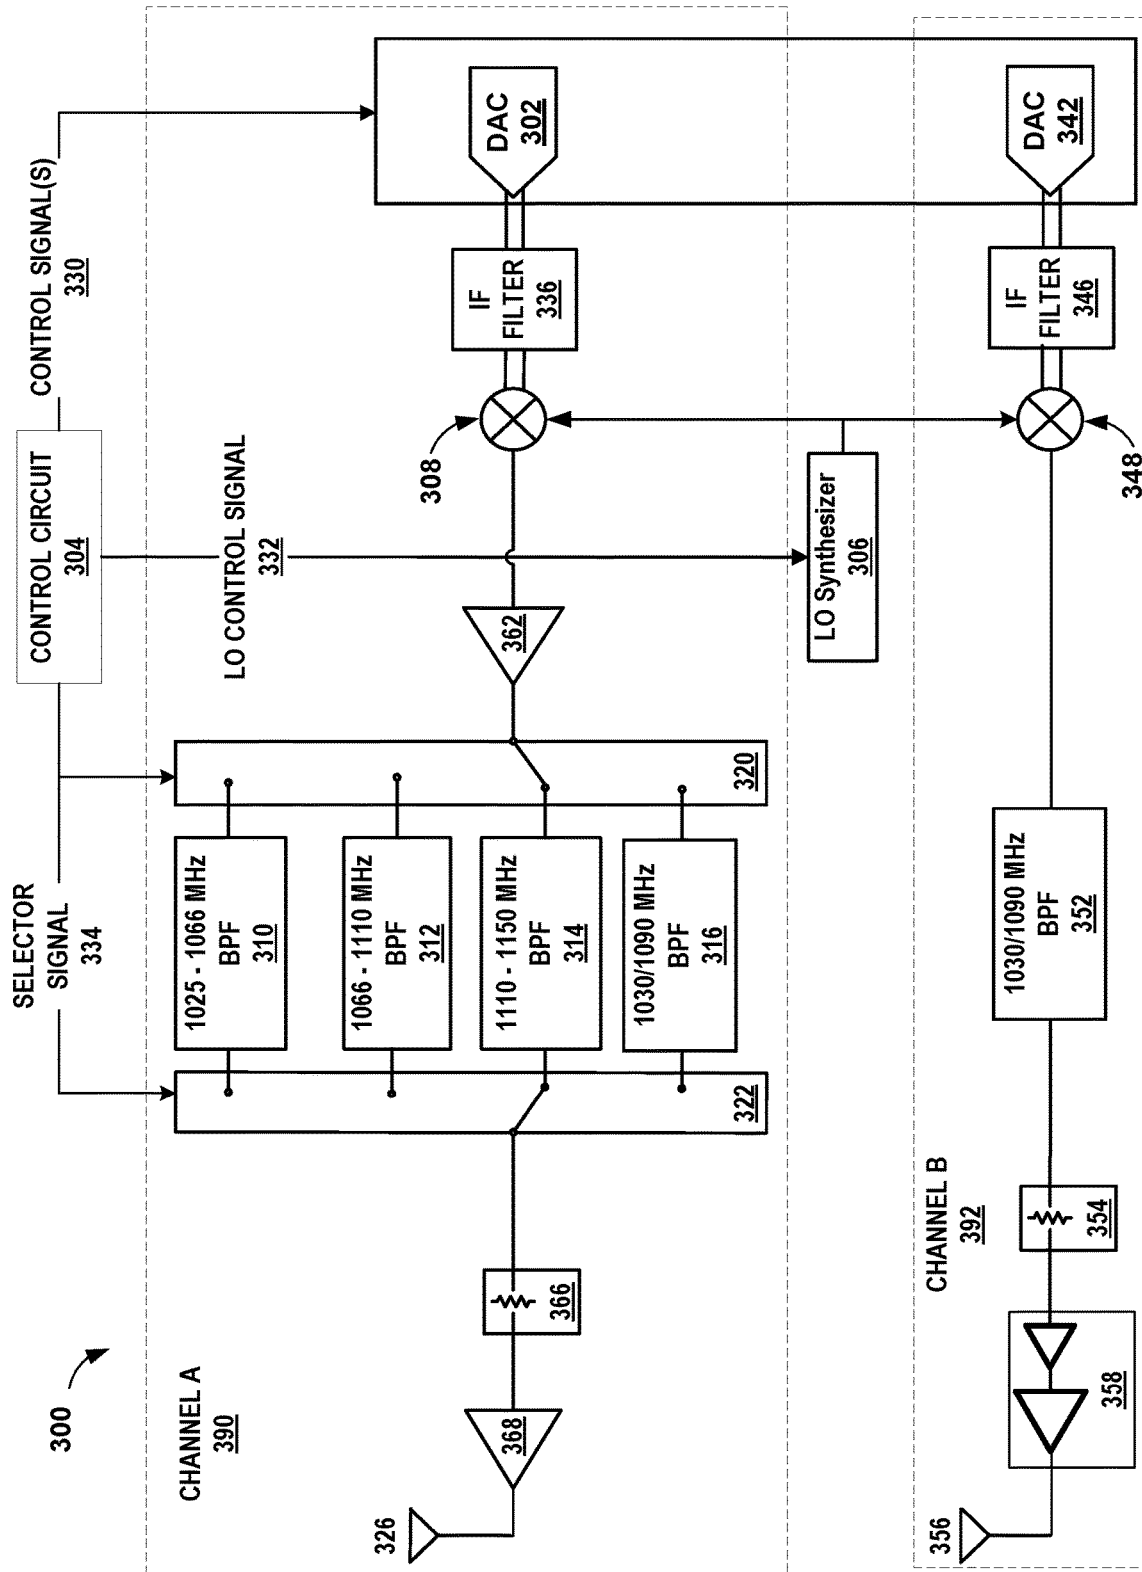 300
CONTROL CIRCUIT
304
CONTROL SIGNAL(S)
330
SELECTOR
SIGNAL
334
LO CONTROL SIGNAL
332
CHANNEL A
390
326
368
366
322
1025 - 1066 MHz
BPF
310
1066 - 1110 MHz
BPF
312
1110 - 1150 MHz
BPF
314
1030/1090 MHz
BPF
316
320
362
308
IF
FILTER
336
DAC
302
LO Synthesizer
306
CHANNEL B
392
356
358
354
1030/1090 MHz
BPF
352
348
IF
FILTER
346
DAC
342